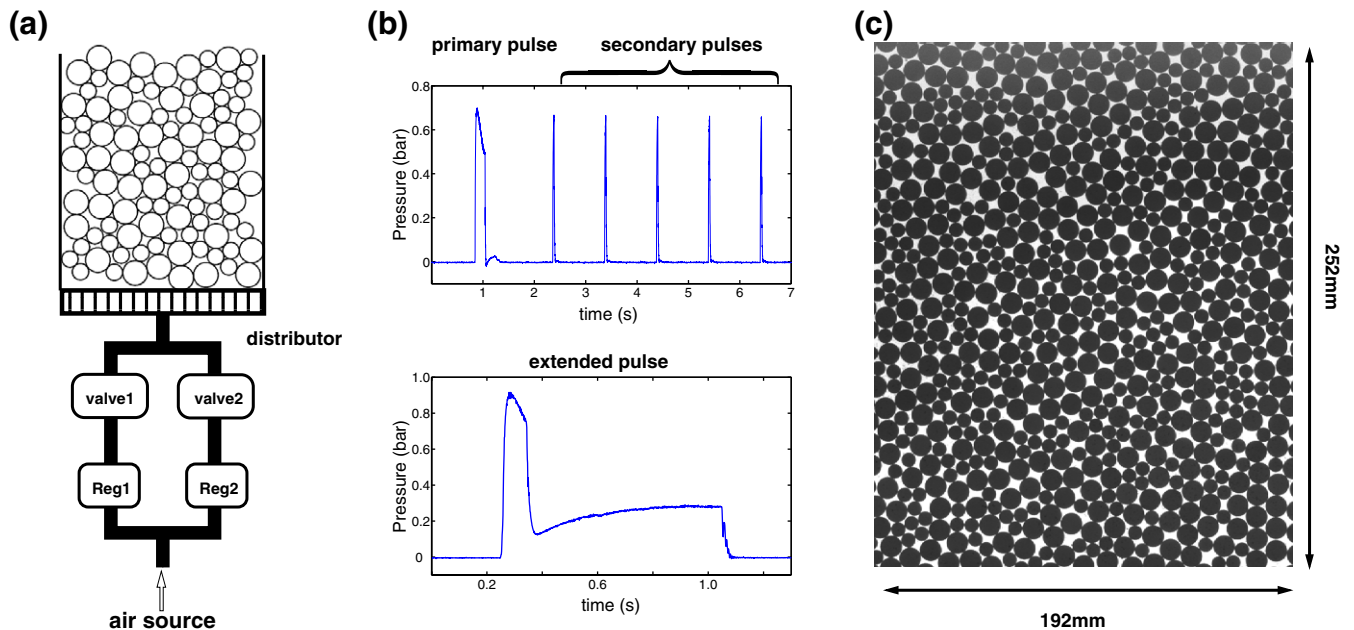 (a)
distributor
valve1 valve2
Reg1 Reg2
air source
(b)
primary pulse secondary pulses
0.8
0.6
0.4
0.2
0
Pressure (bar)
1 2 3 4 5 6 7
time (s)
extended pulse
1.0
0.8
0.6
0.4
0.2
0
Pressure (bar)
0.2 0.6 1.0
time (s)
(c)
252mm
192mm